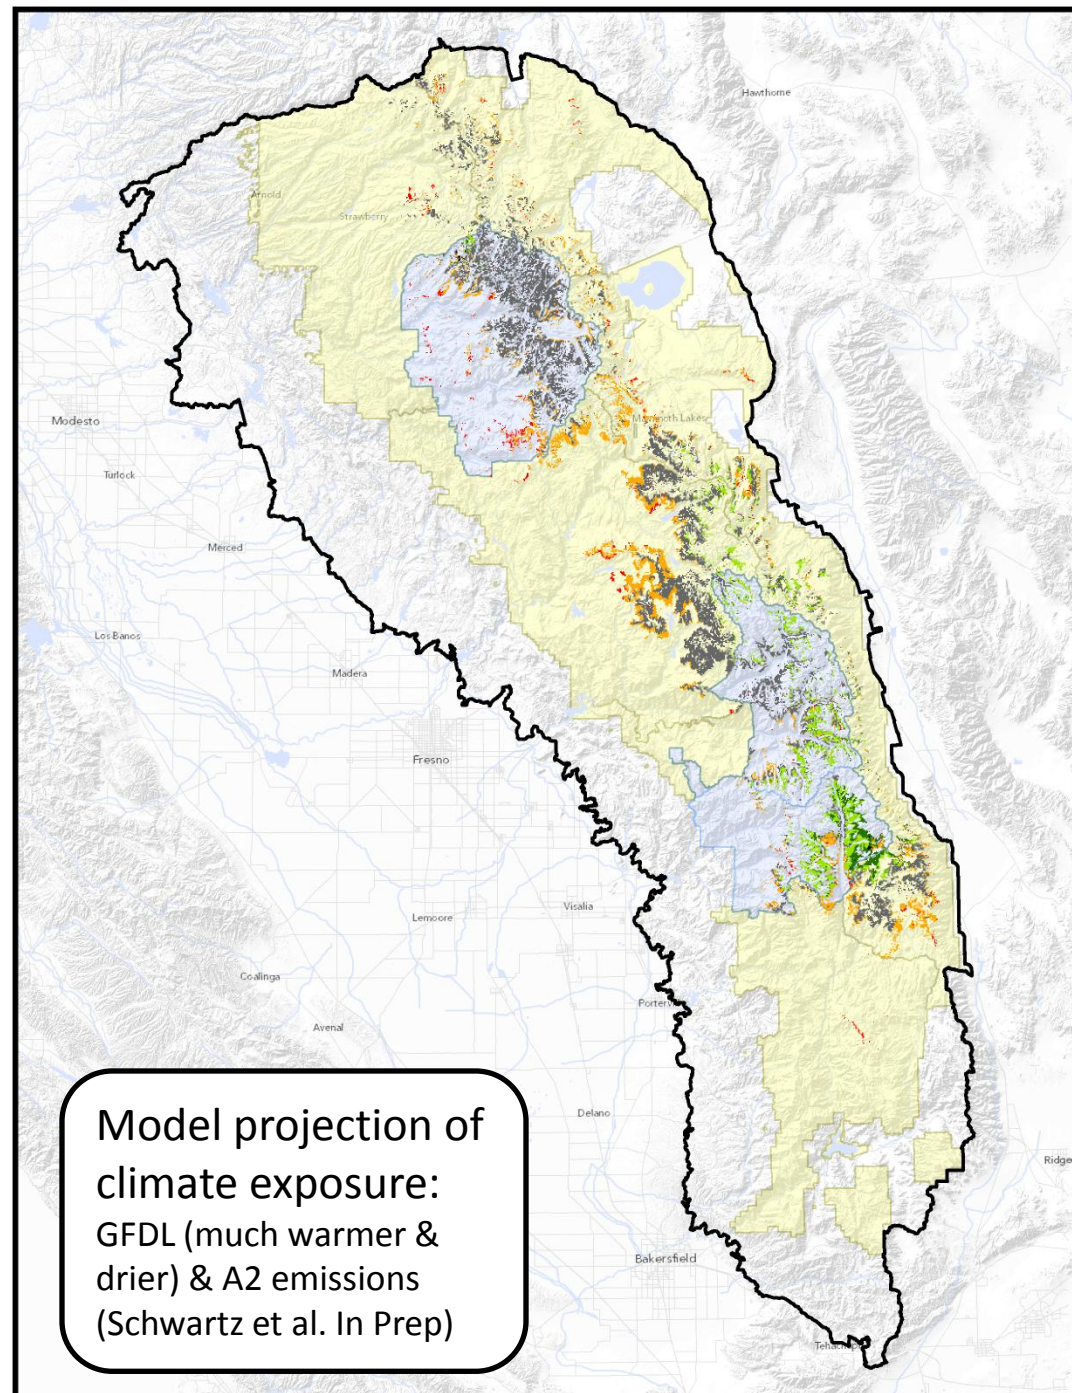 Hawthorne
Arnold
Strawberry
Mammoth Lakes
Modesto
Turlock
Merced
Los Banos
Madera
Fresno
Visalia
Lemoore
Coalinga
Avenal
Delano
Ridge
Bakersfield
Model projection of
climate exposure:
GFDL (much warmer &
drier) & A2 emissions
(Schwartz et al. In Prep)